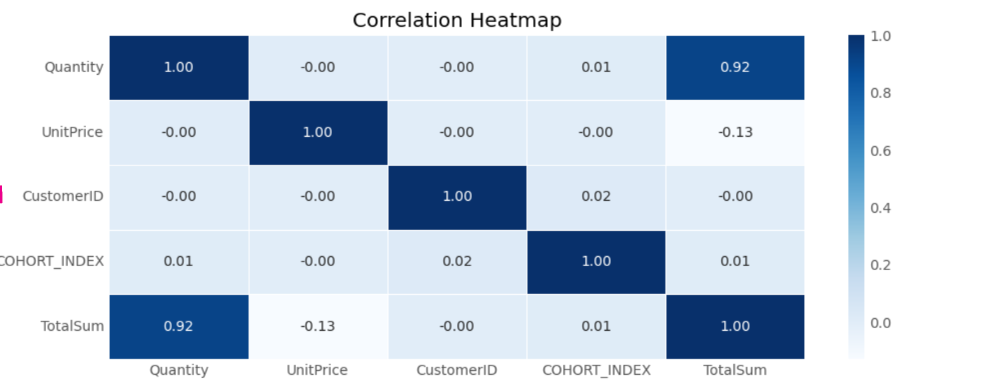 Correlation Heatmap
Quantity 1.00 -0.00 -0.00 0.01 0.92
UnitPrice -0.00 1.00 -0.00 -0.00 -0.13
CustomerID -0.00 -0.00 1.00 0.02 -0.00
COHORT_INDEX 0.01 -0.00 0.02 1.00 0.01
TotalSum 0.92 -0.13 -0.00 0.01 1.00
Quantity UnitPrice CustomerID COHORT_INDEX TotalSum
1.0
0.8
0.6
0.4
0.2
0.0